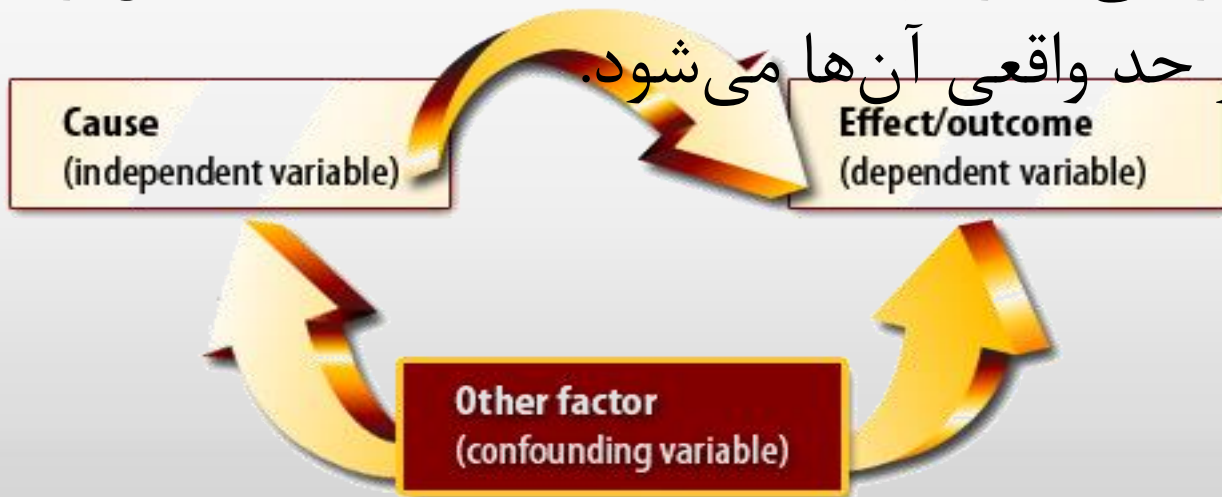 حد واقعی آن‌ها می‌شود.
Cause
(independent variable)
Effect/outcome
(dependent variable)
Other factor
(confounding variable)